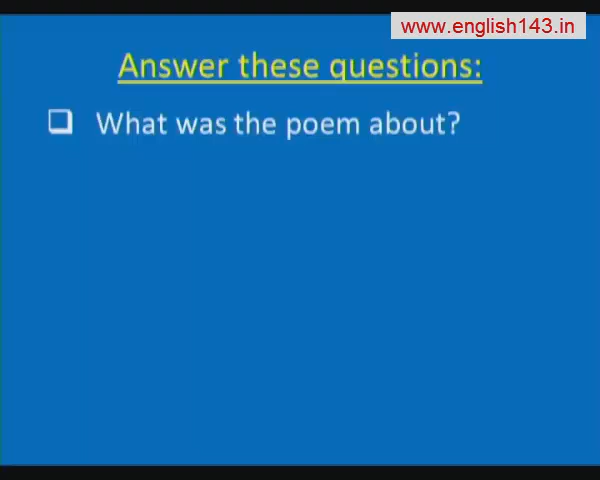 www.english143.in
Answer these questions:
What was the poem about?